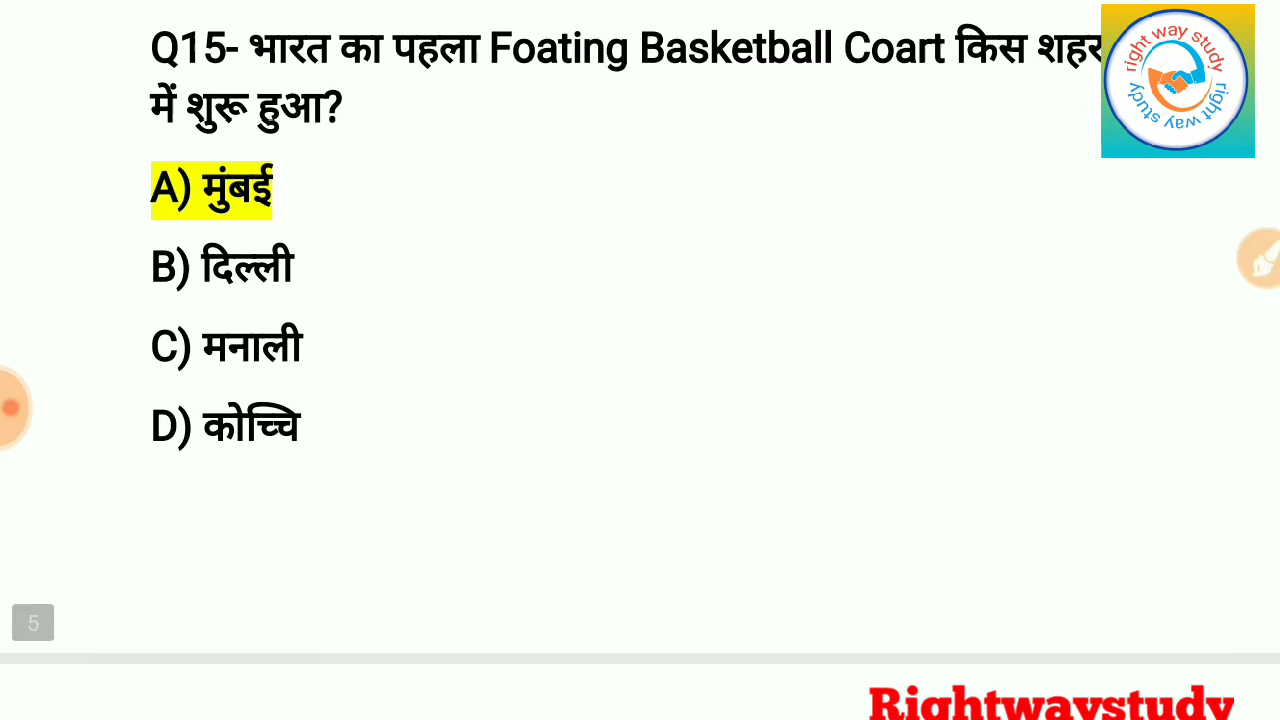 Q15- भारत का पहला Foating Basketball Coart किस शहर
में शुरू हुआ?
right way study right way study
A) मुंबई
B) दिल्ली
C) मनाली
D) कोच्चि
5
Rightwaystudy